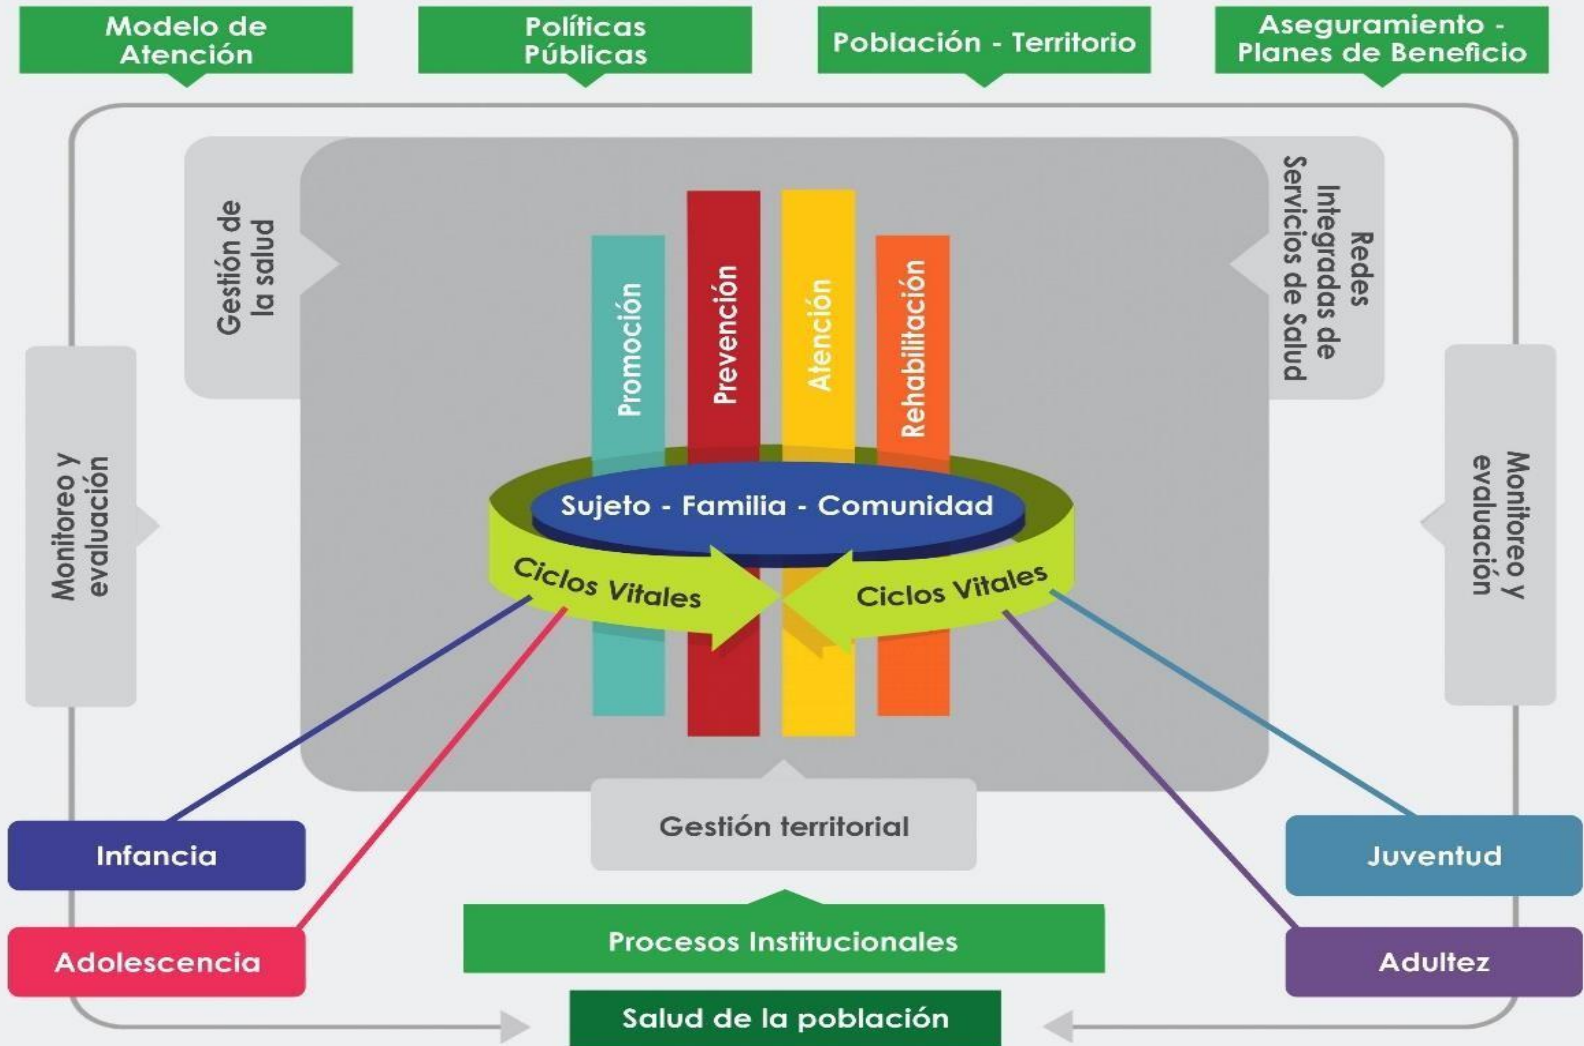 Modelo de
Atención
Políticas
Públicas
Población - Territorio
Aseguramiento -
Planes de Beneficio
Gestión de
la salud
Redes
Integradas de
Servicios de Salud
Promoción
Prevención
Atención
Rehabilitación
Monitoreo y
evaluación
Monitoreo y
evaluación
Sujeto - Familia - Comunidad
Ciclos Vitales
Ciclos Vitales
Gestión territorial
Infancia
Juventud
Procesos Institucionales
Adolescencia
Adultez
Salud de la población